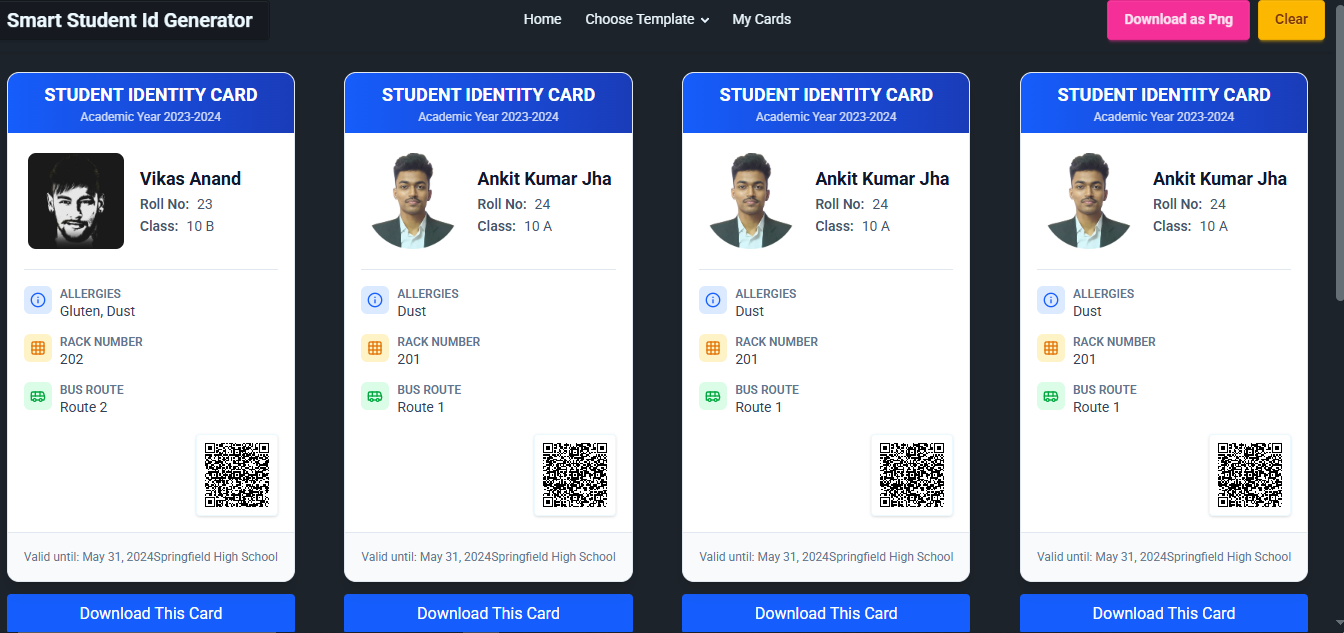 Smart Student Id Generator
Home Choose Template My Cards
Download as Png Clear
STUDENT IDENTITY CARD
Academic Year 2023-2024
Vikas Anand
Roll No: 23
Class: 10 B
ALLERGIES
Gluten, Dust
RACK NUMBER
202
BUS ROUTE
Route 2
Valid until: May 31, 2024Springfield High School
Download This Card
STUDENT IDENTITY CARD
Academic Year 2023-2024
Ankit Kumar Jha
Roll No: 24
Class: 10 A
ALLERGIES
Dust
RACK NUMBER
201
BUS ROUTE
Route 1
Valid until: May 31, 2024Springfield High School
Download This Card
STUDENT IDENTITY CARD
Academic Year 2023-2024
Ankit Kumar Jha
Roll No: 24
Class: 10 A
ALLERGIES
Dust
RACK NUMBER
201
BUS ROUTE
Route 1
Valid until: May 31, 2024Springfield High School
Download This Card
STUDENT IDENTITY CARD
Academic Year 2023-2024
Ankit Kumar Jha
Roll No: 24
Class: 10 A
ALLERGIES
Dust
RACK NUMBER
201
BUS ROUTE
Route 1
Valid until: May 31, 2024Springfield High School
Download This Card